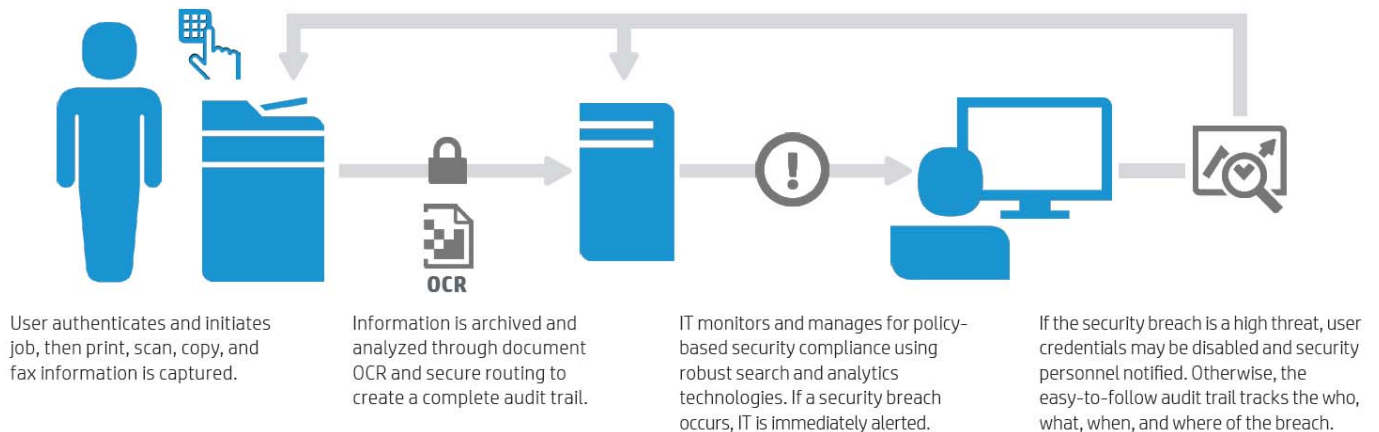 OCR
User authenticates and initiates
job, then print, scan, copy, and
fax information is captured.
Information is archived and
analyzed through document
OCR and secure routing to
create a complete audit trail.
IT monitors and manages for policy-
based security compliance using
robust search and analytics
technologies. If a security breach
occurs, IT is immediately alerted.
If the security breach is a high threat, user
credentials may be disabled and security
personnel notified. Otherwise, the
easy-to-follow audit trail tracks the who,
what, when, and where of the breach.